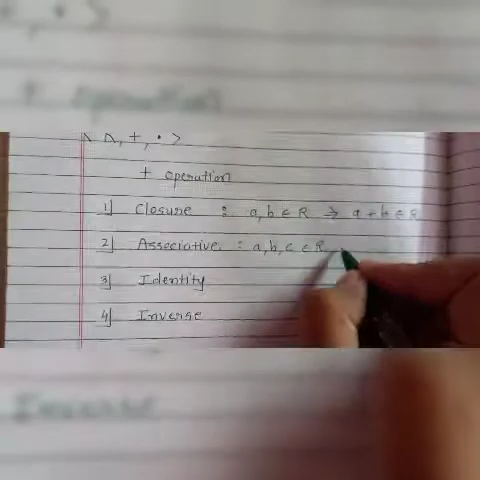 < R, +, • >
+ operation
1] Closure : a, b ∈ R ⇒ a + b ∈ R
2] Associative : a, b, c ∈ R
3] Identity
4] Inverse